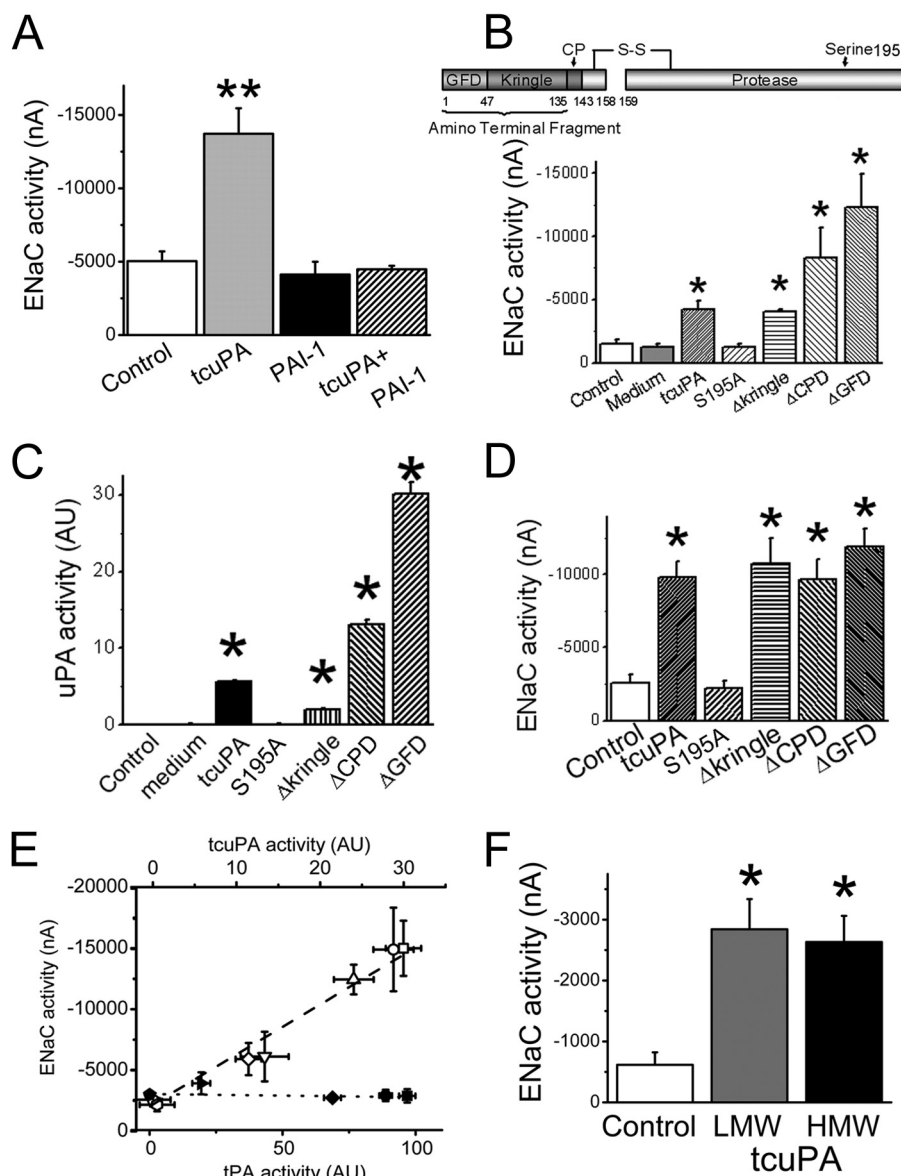 A
ENaC activity (nA)
-15000
-10000
-5000
0
**
Control
tcuPA
PAI-1
tcuPA+
PAI-1
B
CP
S-S
Serine195
GFD
Kringle
Protease
1
47
135
143
158
159
Amino Terminal Fragment
ENaC activity (nA)
-15000
-10000
-5000
0
*
*
*
*
Control
Medium
tcuPA
S195A
Δkringle
ΔCPD
ΔGFD
C
uPA activity (AU)
30
20
10
0
*
*
*
*
Control
medium
tcuPA
S195A
Δkringle
ΔCPD
ΔGFD
D
ENaC activity (nA)
-10000
-5000
0
*
*
*
*
Control
tcuPA
S195A
Δkringle
ΔCPD
ΔGFD
E
tcuPA activity (AU)
0 10 20 30
ENaC activity (nA)
-20000
-15000
-10000
-5000
0
0 50 100
tPA activity (AU)
F
ENaC activity (nA)
-3000
-2000
-1000
0
*
*
Control LMW HMW
tcuPA